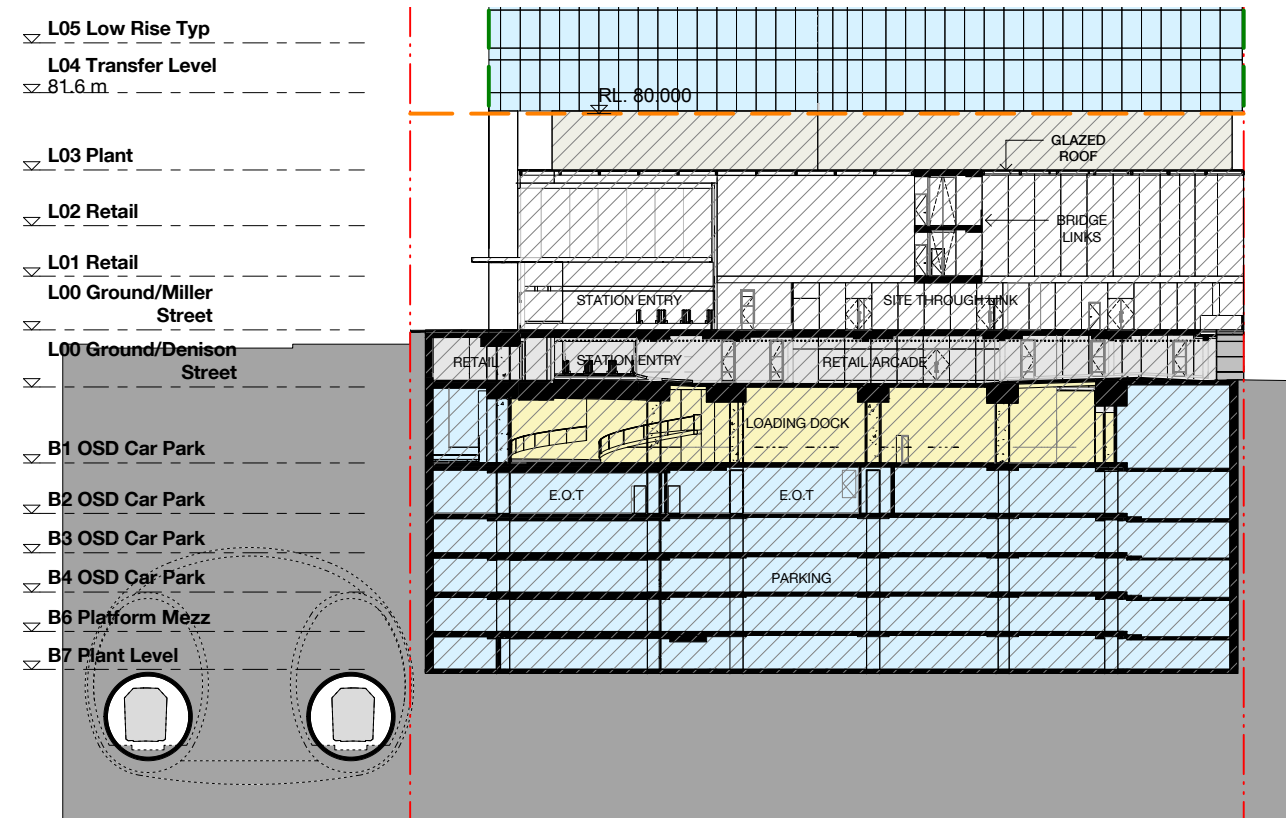 L05 Low Rise Typ
L04 Transfer Level
81.6 m
RL. 80.000
GLAZED
ROOF
L03 Plant
L02 Retail
BRIDGE
LINKS
L01 Retail
L00 Ground/Miller
Street
STATION ENTRY
SITE THROUGH LINK
L00 Ground/Denison
Street
RETAIL
STATION ENTRY
RETAIL ARCADE
LOADING DOCK
B1 OSD Car Park
B2 OSD Car Park
E.O.T
E.O.T
B3 OSD Car Park
B4 OSD Car Park
PARKING
B6 Platform Mezz
B7 Plant Level